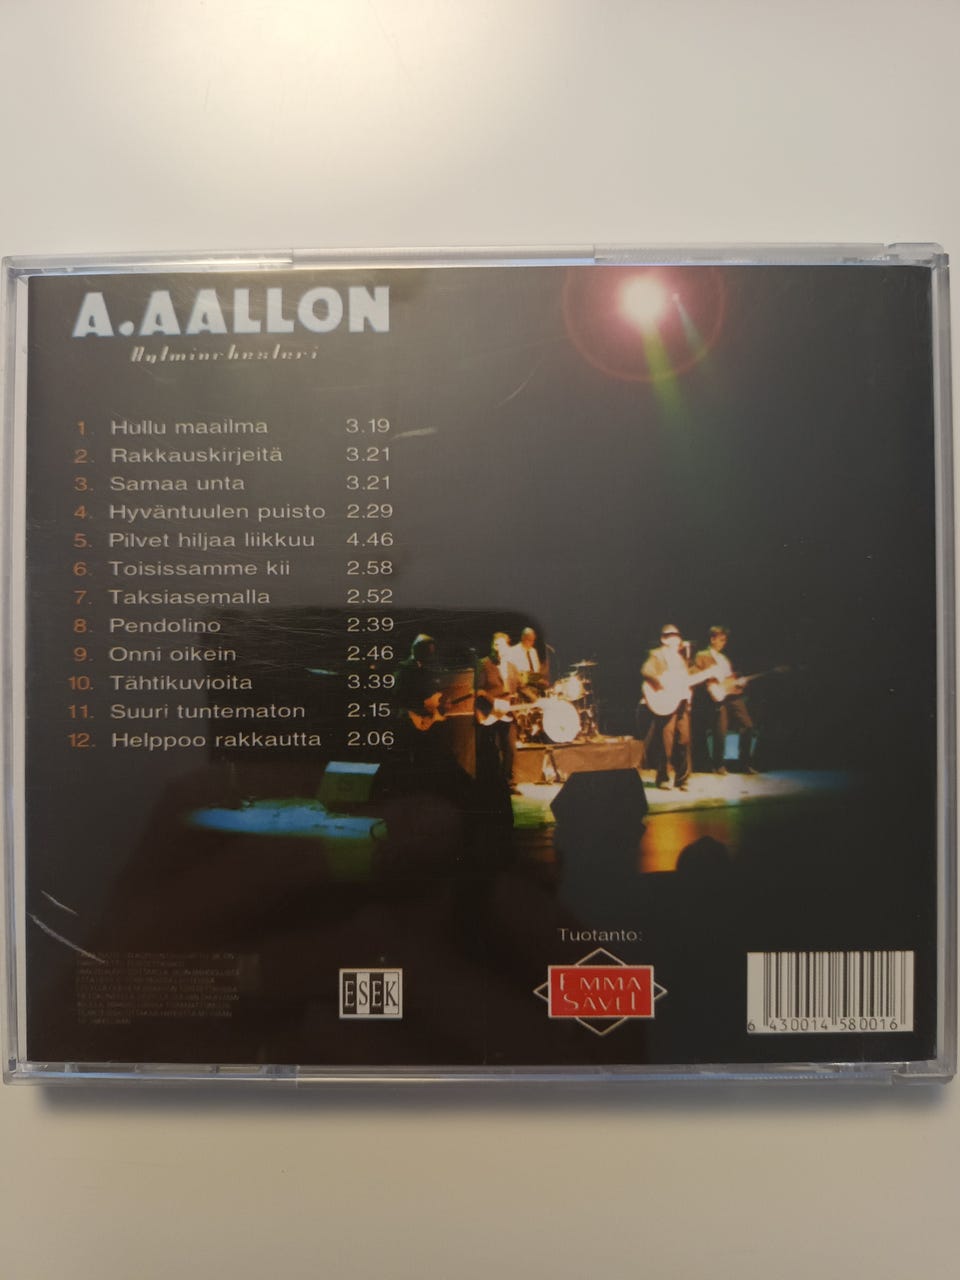 A.AALLON
Rytmiorkesteri
1. Hullu maailma 3.19
2. Rakkauskirjeitä 3.21
3. Samaa unta 3.21
4. Hyväntuulen puisto 2.29
5. Pilvet hiljaa liikkuu 4.46
6. Toisissamme kii 2.58
7. Taksiasemalla 2.52
8. Pendolino 2.39
9. Onni oikein 2.46
10. Tähtikuvioita 3.39
11. Suuri tuntematon 2.15
12. Helppoo rakkautta 2.06
Tuotanto:
EMMA
SÄVEL
ESEK
6 430014 580016